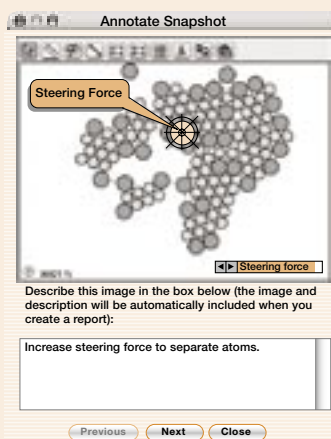 Annotate Snapshot
Steering Force
Steering force
Describe this image in the box below (the image and
description will be automatically included when you
create a report):
Increase steering force to separate atoms.
Previous Next Close